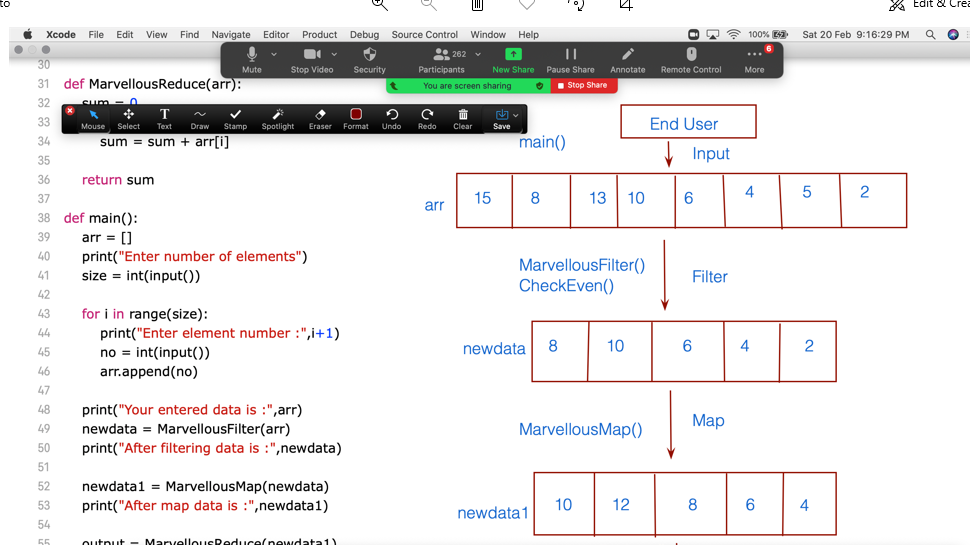 Edit & Crea
Xcode File Edit View Find Navigate Editor Product Debug Source Control Window Help 100% Sat 20 Feb 9:16:29 PM
Mute Stop Video Security Participants 262 New Share Pause Share Annotate Remote Control More 6
You are screen sharing Stop Share
Mouse Select Text Draw Stamp Spotlight Eraser Format Undo Redo Clear Save
30
31 def MarvellousReduce(arr):
32 sum = 0
33
34 sum = sum + arr[i]
35
36 return sum
37
38 def main():
39 arr = []
40 print("Enter number of elements")
41 size = int(input())
42
43 for i in range(size):
44 print("Enter element number :",i+1)
45 no = int(input())
46 arr.append(no)
47
48 print("Your entered data is :",arr)
49 newdata = MarvellousFilter(arr)
50 print("After filtering data is :",newdata)
51
52 newdata1 = MarvellousMap(newdata)
53 print("After map data is :",newdata1)
54
55 output = MarvellousReduce(newdata1)
End User
main()
Input
arr 15 8 13 10 6 4 5 2
MarvellousFilter()
CheckEven()
Filter
newdata 8 10 6 4 2
MarvellousMap()
Map
newdata1 10 12 8 6 4